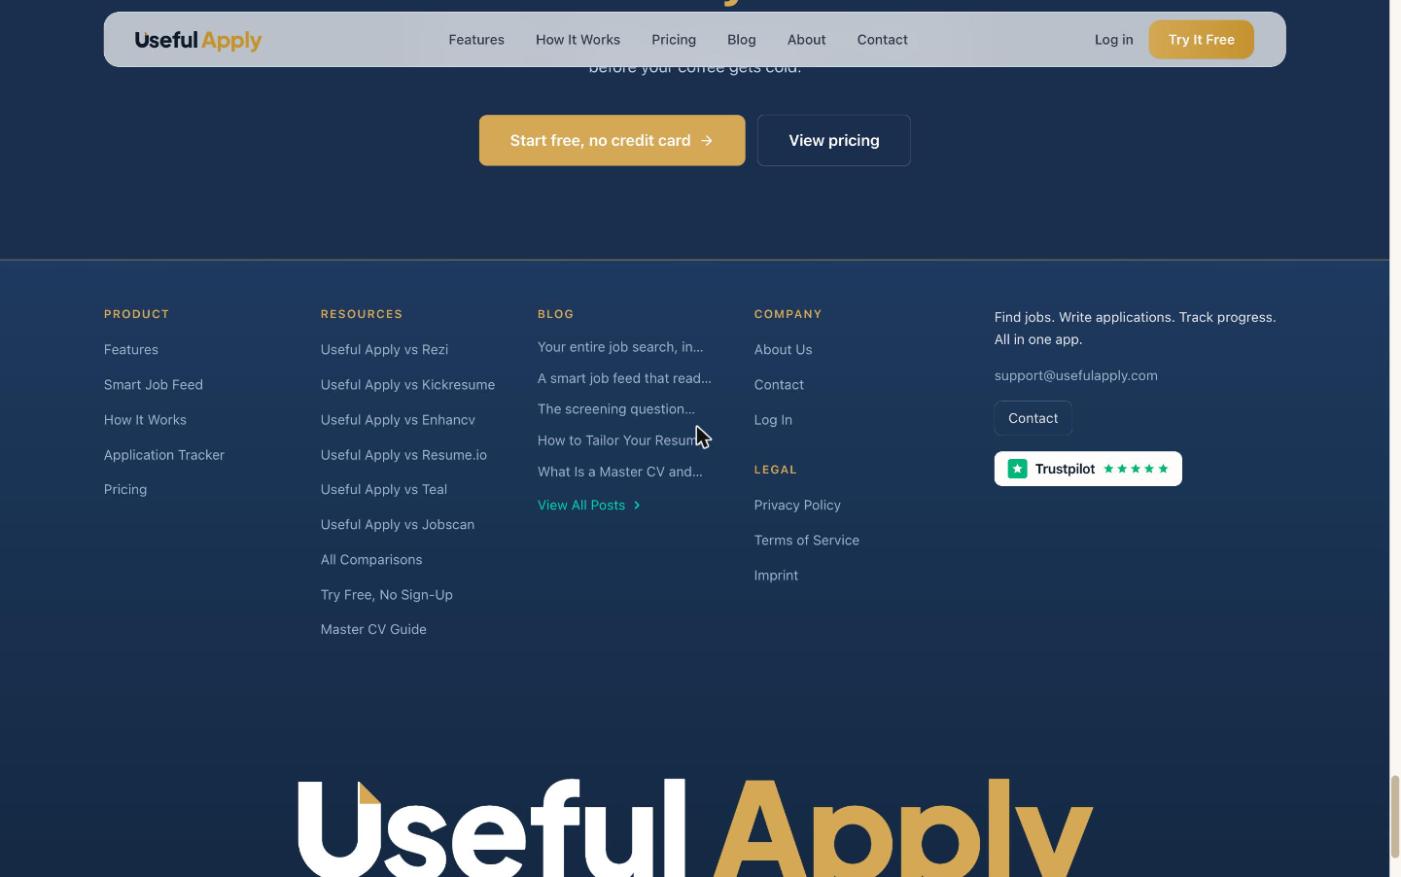 Useful Apply
Features
How It Works
Pricing
Blog
About
Contact
Log in
Try It Free
before your coffee gets cold.
Start free, no credit card →
View pricing
PRODUCT
Features
Smart Job Feed
How It Works
Application Tracker
Pricing
RESOURCES
Useful Apply vs Rezi
Useful Apply vs Kickresume
Useful Apply vs Enhancv
Useful Apply vs Resume.io
Useful Apply vs Teal
Useful Apply vs Jobscan
All Comparisons
Try Free, No Sign-Up
Master CV Guide
BLOG
Your entire job search, in...
A smart job feed that read...
The screening question...
How to Tailor Your Resum
What Is a Master CV and...
View All Posts >
COMPANY
About Us
Contact
Log In
LEGAL
Privacy Policy
Terms of Service
Imprint
Find jobs. Write applications. Track progress.
All in one app.
support@usefulapply.com
Contact
Trustpilot
Useful Apply